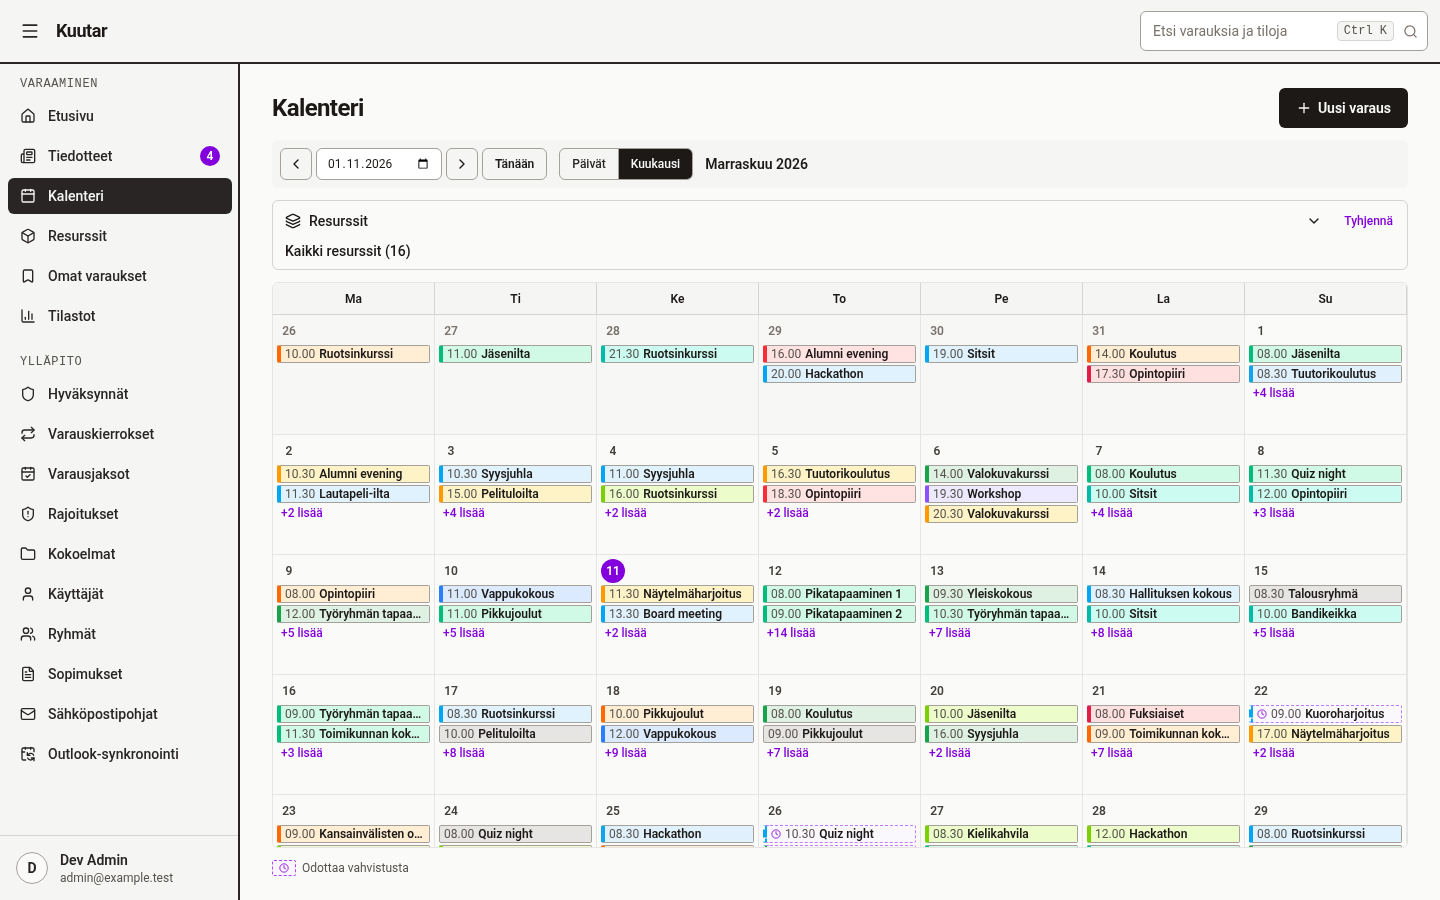 Kuutar
Etsi varauksia ja tiloja Ctrl K
VARAAMINEN
Etusivu
Tiedotteet 4
Kalenteri
Resurssit
Omat varaukset
Tilastot
YLLÄPITO
Hyväksynnät
Varauskierrokset
Varausjaksot
Rajoitukset
Kokoelmat
Käyttäjät
Ryhmät
Sopimukset
Sähköpostipohjat
Outlook-synkronointi
D
Dev Admin
admin@example.test
Kalenteri
Uusi varaus
01.11.2026
Tänään
Päivät
Kuukausi
Marraskuu 2026
Resurssit
Tyhjennä
Kaikki resurssit (16)
Ma Ti Ke To Pe La Su
26
10.00 Ruotsinkurssi
27
11.00 Jäsenilta
28
21.30 Ruotsinkurssi
29
16.00 Alumni evening
20.00 Hackathon
30
19.00 Sitsit
31
14.00 Koulutus
17.30 Opintopiiri
1
08.00 Jäsenilta
08.30 Tuutorikoulutus
+4 lisää
2
10.30 Alumni evening
11.30 Lautapeli-ilta
+2 lisää
3
10.30 Syysjuhla
15.00 Pelituloilta
+4 lisää
4
11.00 Syysjuhla
16.00 Ruotsinkurssi
+2 lisää
5
16.30 Tuutorikoulutus
18.30 Opintopiiri
+2 lisää
6
14.00 Valokuvakurssi
19.30 Workshop
20.30 Valokuvakurssi
7
08.00 Koulutus
10.00 Sitsit
+4 lisää
8
11.30 Quiz night
12.00 Opintopiiri
+3 lisää
9
08.00 Opintopiiri
12.00 Työryhmän tapaa...
+5 lisää
10
11.00 Vappukokous
11.00 Pikkujoulut
+5 lisää
11
11.30 Näytelmäharjoitus
13.30 Board meeting
+2 lisää
12
08.00 Pikatapaaminen 1
09.00 Pikatapaaminen 2
+14 lisää
13
09.30 Yleiskokous
10.30 Työryhmän tapaa...
+7 lisää
14
08.30 Hallituksen kokous
10.00 Sitsit
+8 lisää
15
08.30 Talousryhmä
10.00 Bandikeikka
+5 lisää
16
09.00 Työryhmän tapaa...
11.30 Toimikunnan kok...
+3 lisää
17
08.30 Ruotsinkurssi
10.00 Pelituloilta
+8 lisää
18
10.00 Pikkujoulut
12.00 Vappukokous
+9 lisää
19
08.00 Koulutus
09.00 Pikkujoulut
+7 lisää
20
10.00 Jäsenilta
16.00 Syysjuhla
+2 lisää
21
08.00 Fuksiaiset
09.00 Toimikunnan kok...
+7 lisää
22
09.00 Kuoroharjoitus
17.00 Näytelmäharjoitus
+2 lisää
23
09.00 Kansainvälisten o...
24
08.00 Quiz night
25
08.30 Hackathon
26
10.30 Quiz night
27
08.30 Kielikahvila
28
12.00 Hackathon
29
08.00 Ruotsinkurssi
Odottaa vahvistusta